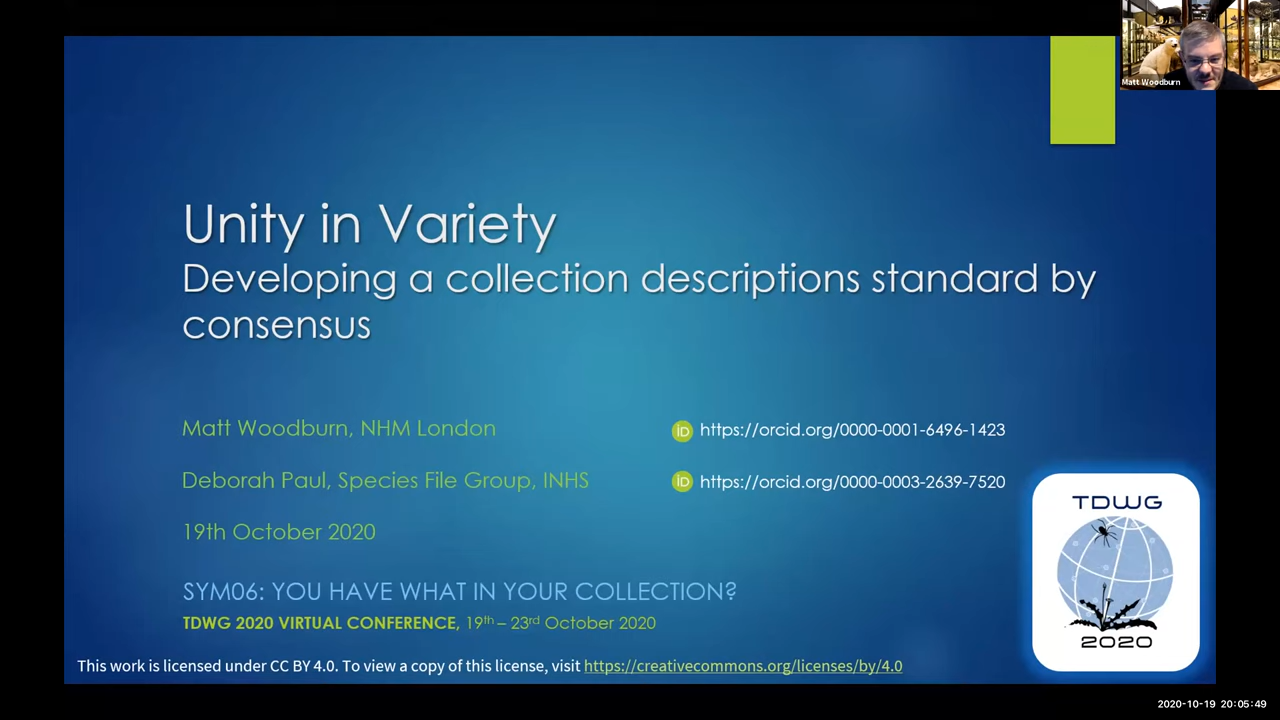 Matt Woodburn
Unity in Variety
Developing a collection descriptions standard by
consensus
Matt Woodburn, NHM London
iD https://orcid.org/0000-0001-6496-1423
Deborah Paul, Species File Group, INHS
iD https://orcid.org/0000-0003-2639-7520
19th October 2020
SYM06: YOU HAVE WHAT IN YOUR COLLECTION?
TDWG 2020 VIRTUAL CONFERENCE, 19th – 23rd October 2020
TDWG
2020
This work is licensed under CC BY 4.0. To view a copy of this license, visit https://creativecommons.org/licenses/by/4.0
2020-10-19 20:05:49